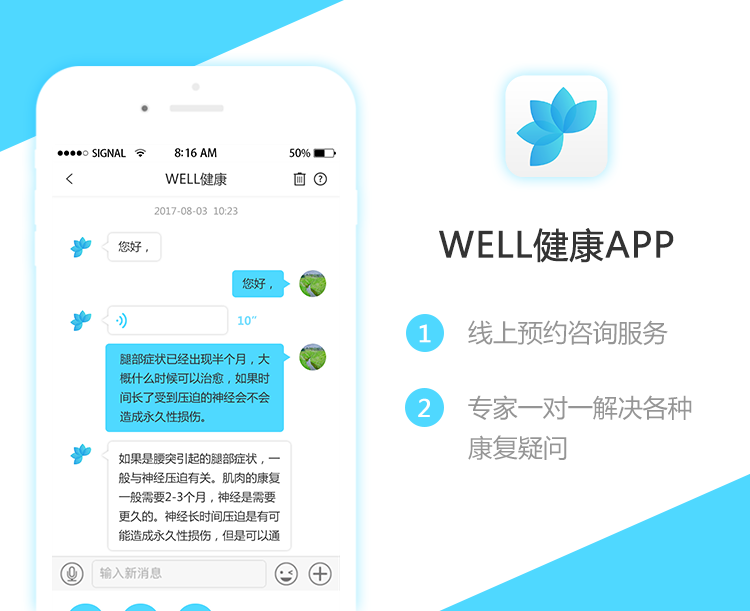 SIGNAL
8:16 AM
50%
WELL健康
2017-08-03 10:23
您好，
您好，
10"
腿部症状已经出现半个月，大
慨什么时候可以治愈，如果时
间长了受到压迫的神经会不会
造成永久性损伤。
如果是腰突引起的腿部症状，一
般与神经压迫有关。肌肉的康复
一般需要2-3个月，神经是需要
更久的。神经长时间压迫是有可
能造成永久性损伤，但是可以通
输入新消息
WELL健康APP
1 线上预约咨询服务
2 专家一对一解决各种
康复疑问